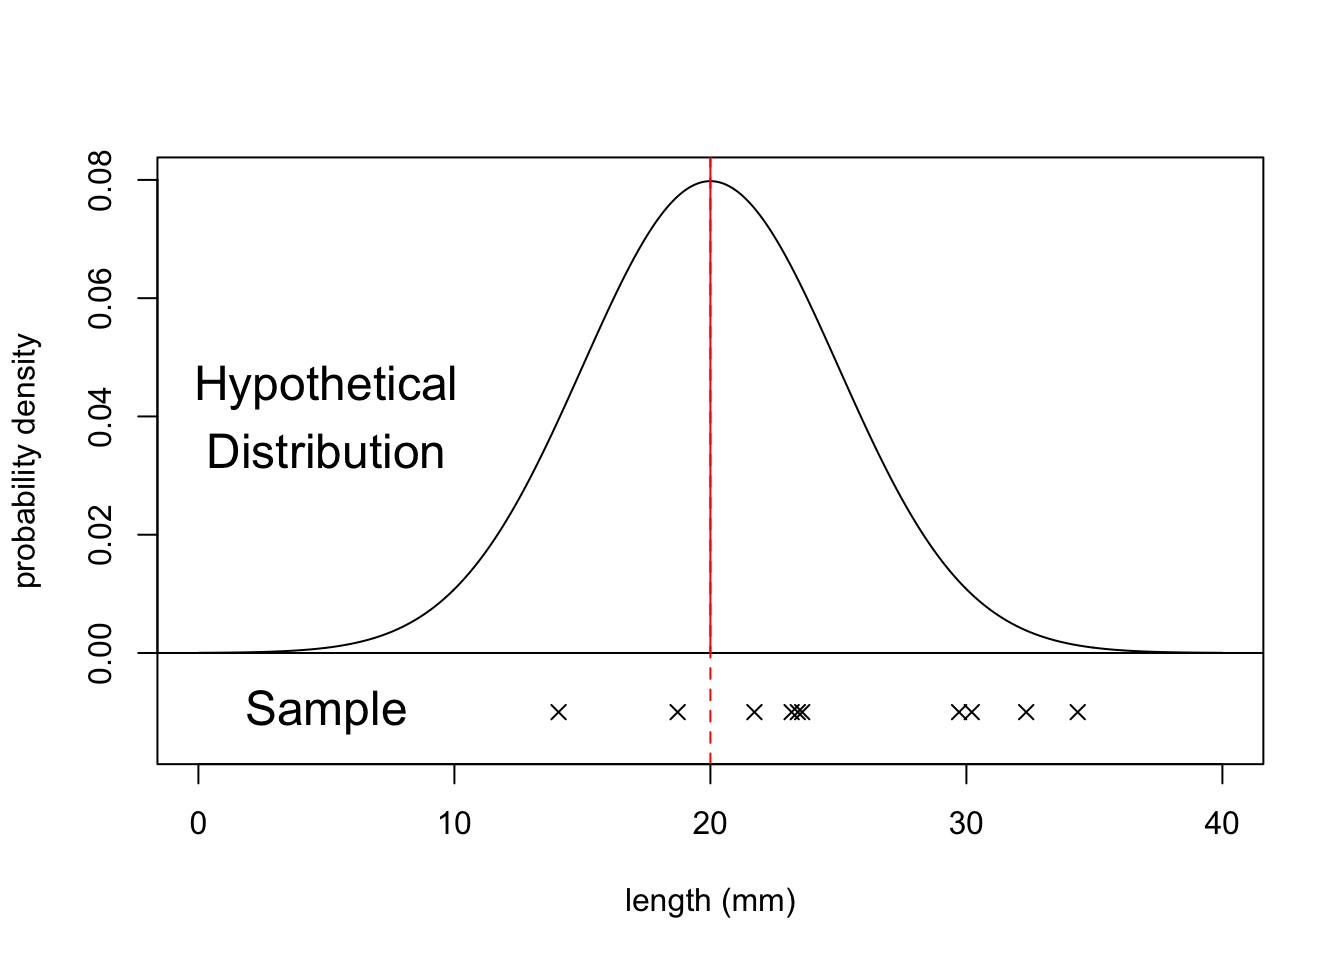 probability density
0.08
0.06
0.04
0.02
0.00
Hypothetical
Distribution
Sample
0 10 20 30 40
length (mm)